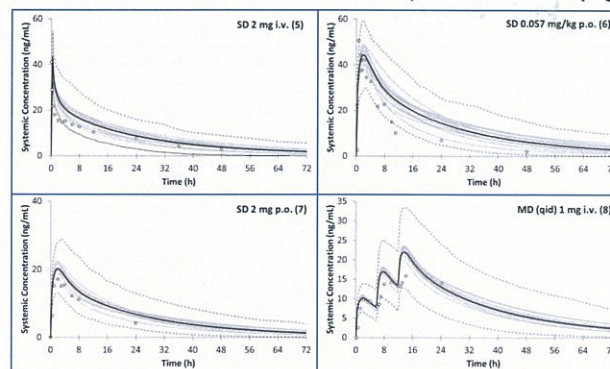 SD 2 mg i.v. (5)
Systemic Concentration (ng/mL)
60
40
20
0
0 8 16 24 32 40 48 56 64 72
Time (h)
SD 0.057 mg/kg p.o. (6)
Systemic Concentration (ng/mL)
60
40
20
0
0 8 16 24 32 40 48 56 64
Time (h)
SD 2 mg p.o. (7)
Systemic Concentration (ng/mL)
40
20
0
0 8 16 24 32 40 48 56 64 72
Time (h)
MD (qid) 1 mg i.v. (8)
Systemic Concentration (ng/mL)
35
30
25
20
15
10
5
0
0 8 16 24 32 40 48 56 64
Time (h)